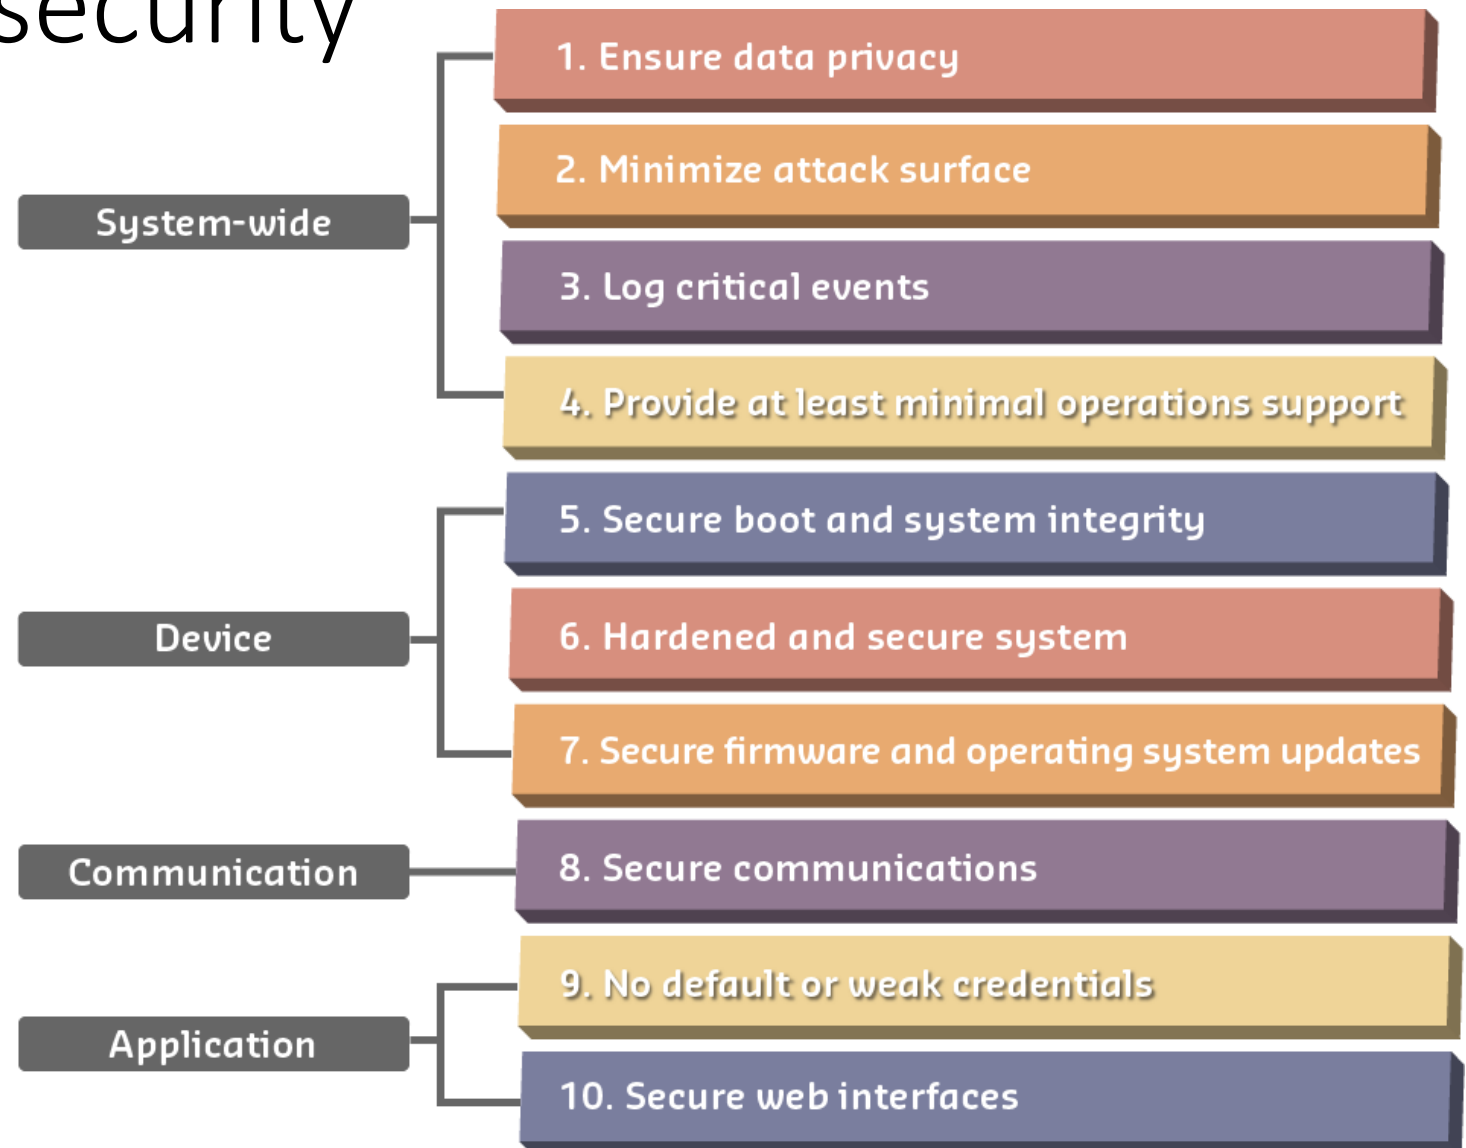 security
System-wide
1. Ensure data privacy
2. Minimize attack surface
3. Log critical events
4. Provide at least minimal operations support
Device
5. Secure boot and system integrity
6. Hardened and secure system
7. Secure firmware and operating system updates
Communication
8. Secure communications
Application
9. No default or weak credentials
10. Secure web interfaces